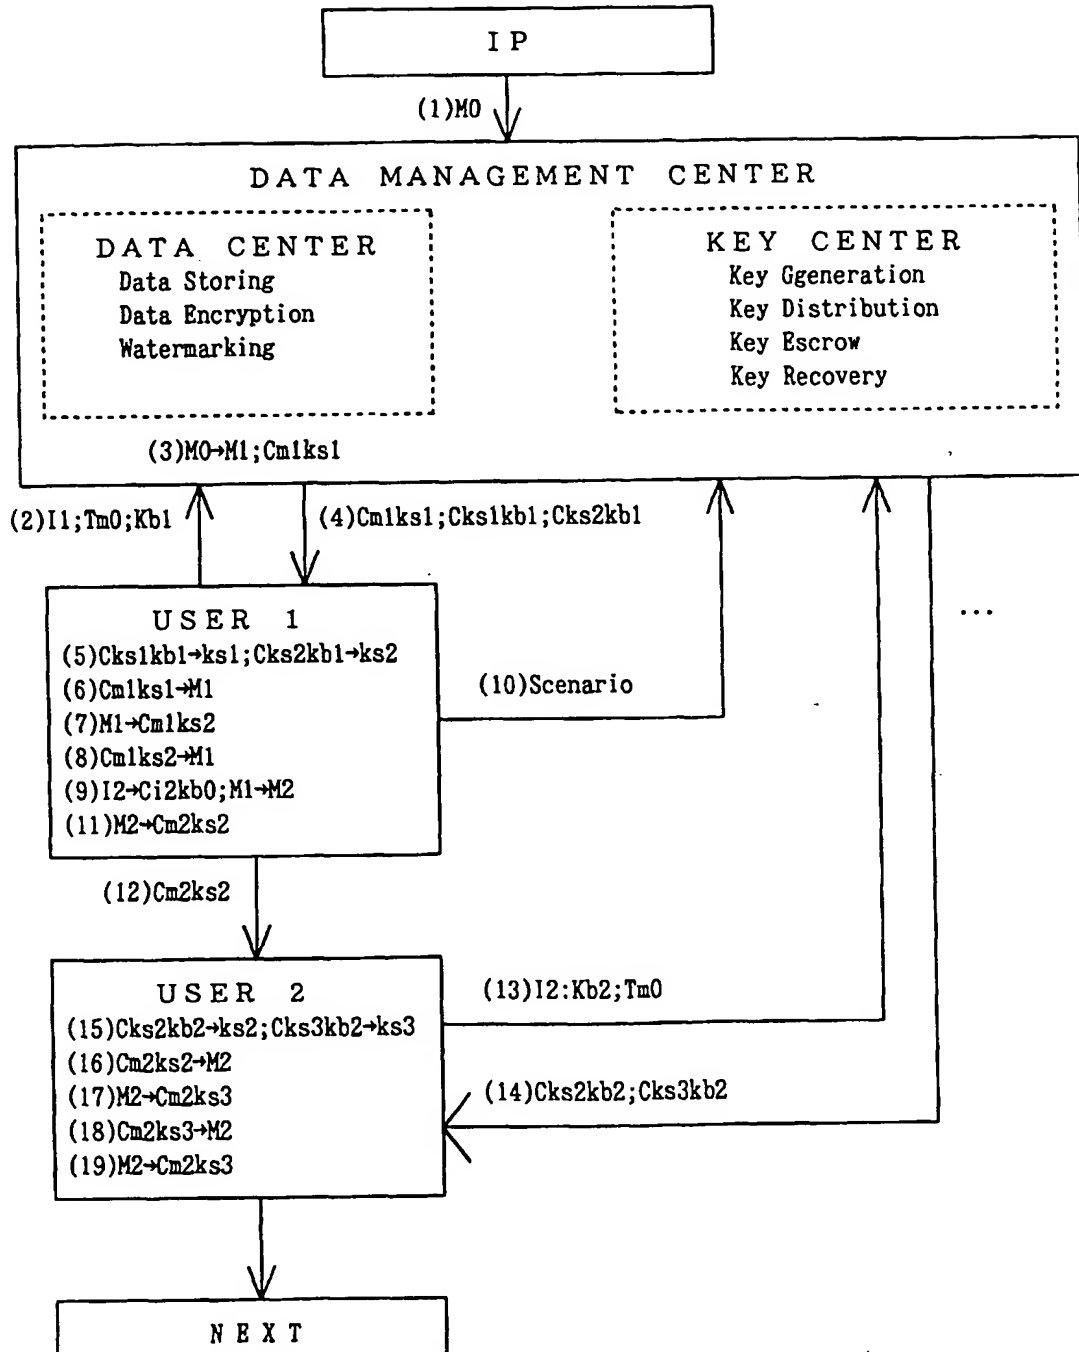 IP
(1)M0
DATA MANAGEMENT CENTER
DATA CENTER
Data Storing
Data Encryption
Watermarking
KEY CENTER
Key Ggeneration
Key Distribution
Key Escrow
Key Recovery
(3)M0→M1;Cm1ks1
(2)I1;Tm0;Kb1
(4)Cm1ks1;Cks1kb1;Cks2kb1
USER 1
(5)Cks1kb1→ks1;Cks2kb1→ks2
(6)Cm1ks1→M1
(7)M1→Cm1ks2
(8)Cm1ks2→M1
(9)I2→Ci2kb0;M1→M2
(11)M2→Cm2ks2
(10)Scenario
...
(12)Cm2ks2
USER 2
(15)Cks2kb2→ks2;Cks3kb2→ks3
(16)Cm2ks2→M2
(17)M2→Cm2ks3
(18)Cm2ks3→M2
(19)M2→Cm2ks3
(13)I2:Kb2;Tm0
(14)Cks2kb2;Cks3kb2
NEXT